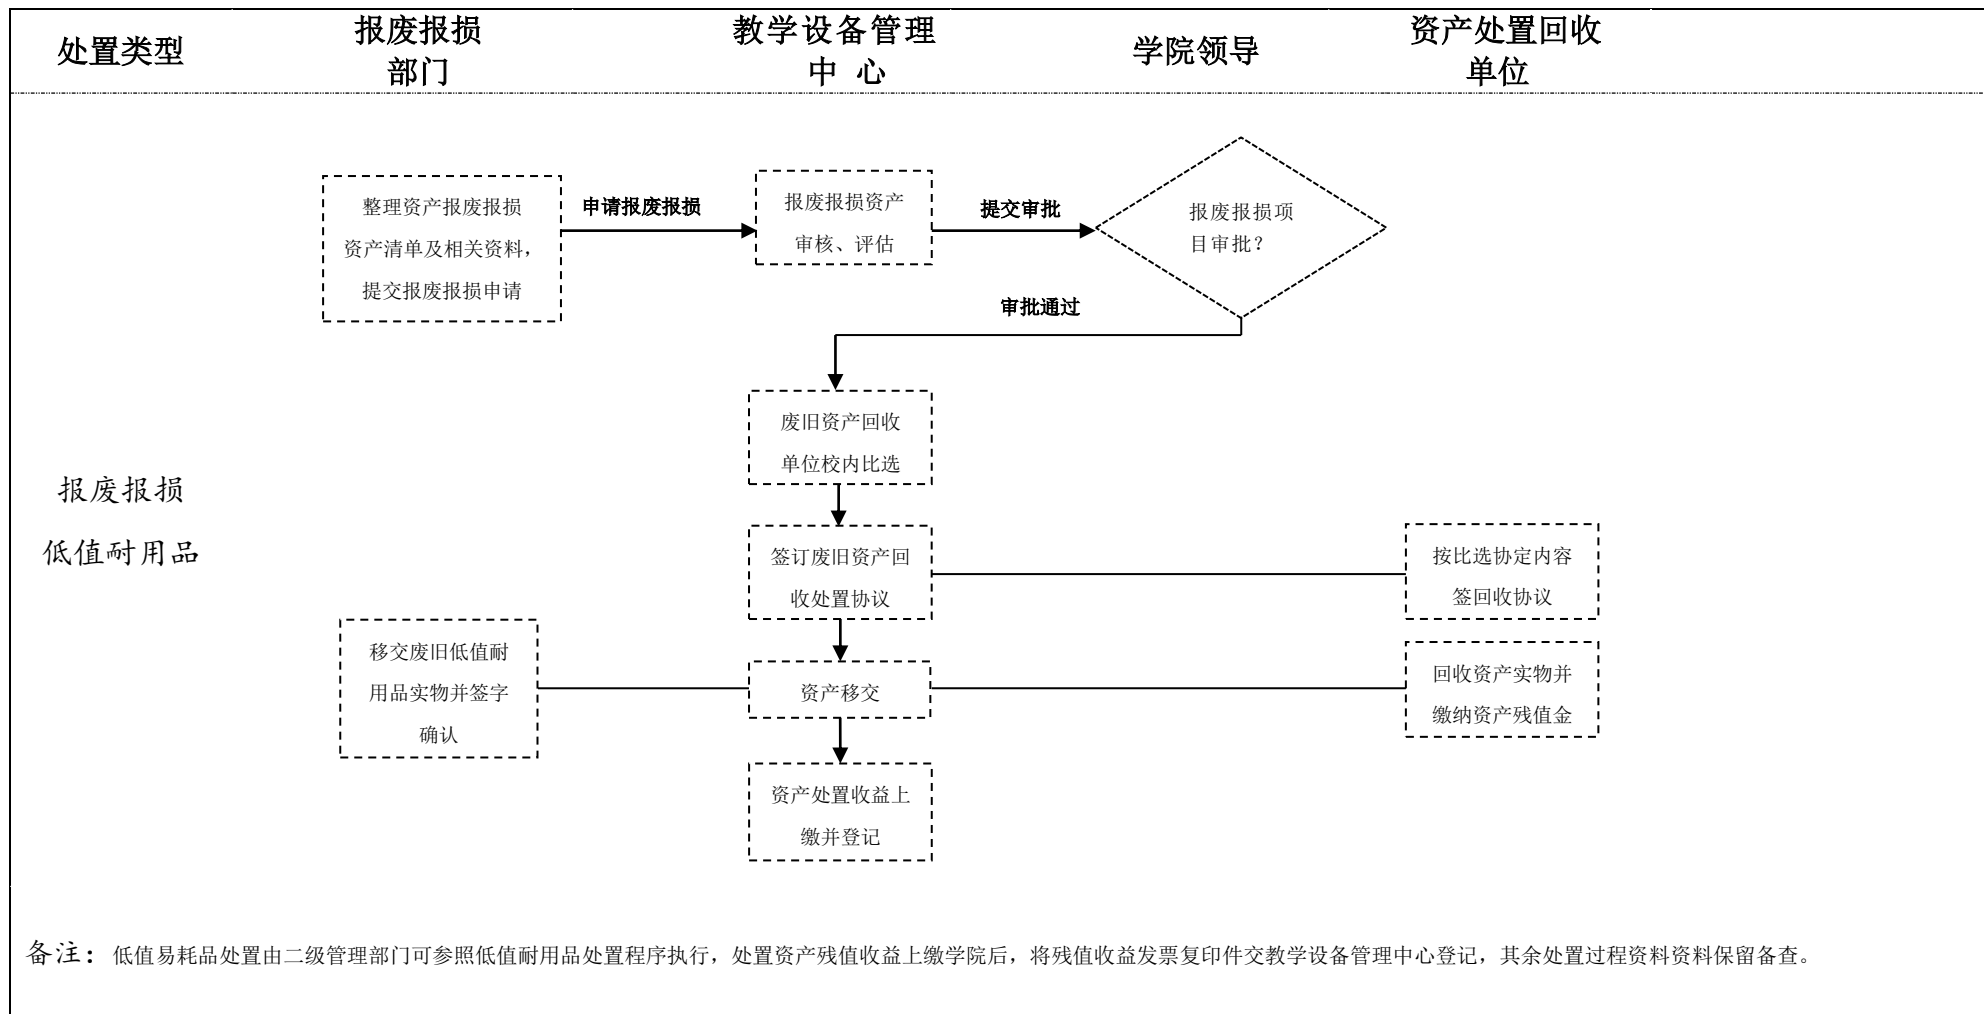 处置类型
报废报损
部门
教学设备管理
中 心
学院领导
资产处置回收
单位
整理资产报废报损
资产清单及相关资料，
提交报废报损申请
申请报废报损
报废报损资产
审核、评估
提交审批
报废报损项
目审批？
审批通过
废旧资产回收
单位校内比选
报废报损
低值耐用品
签订废旧资产回
收处置协议
按比选协定内容
签回收协议
移交废旧低值耐
用品实物并签字
确认
资产移交
回收资产实物并
缴纳资产残值金
资产处置收益上
缴并登记
备注：低值易耗品处置由二级管理部门可参照低值耐用品处置程序执行，处置资产残值收益上缴学院后，将残值收益发票复印件交教学设备管理中心登记，其余处置过程资料资料保留备查。